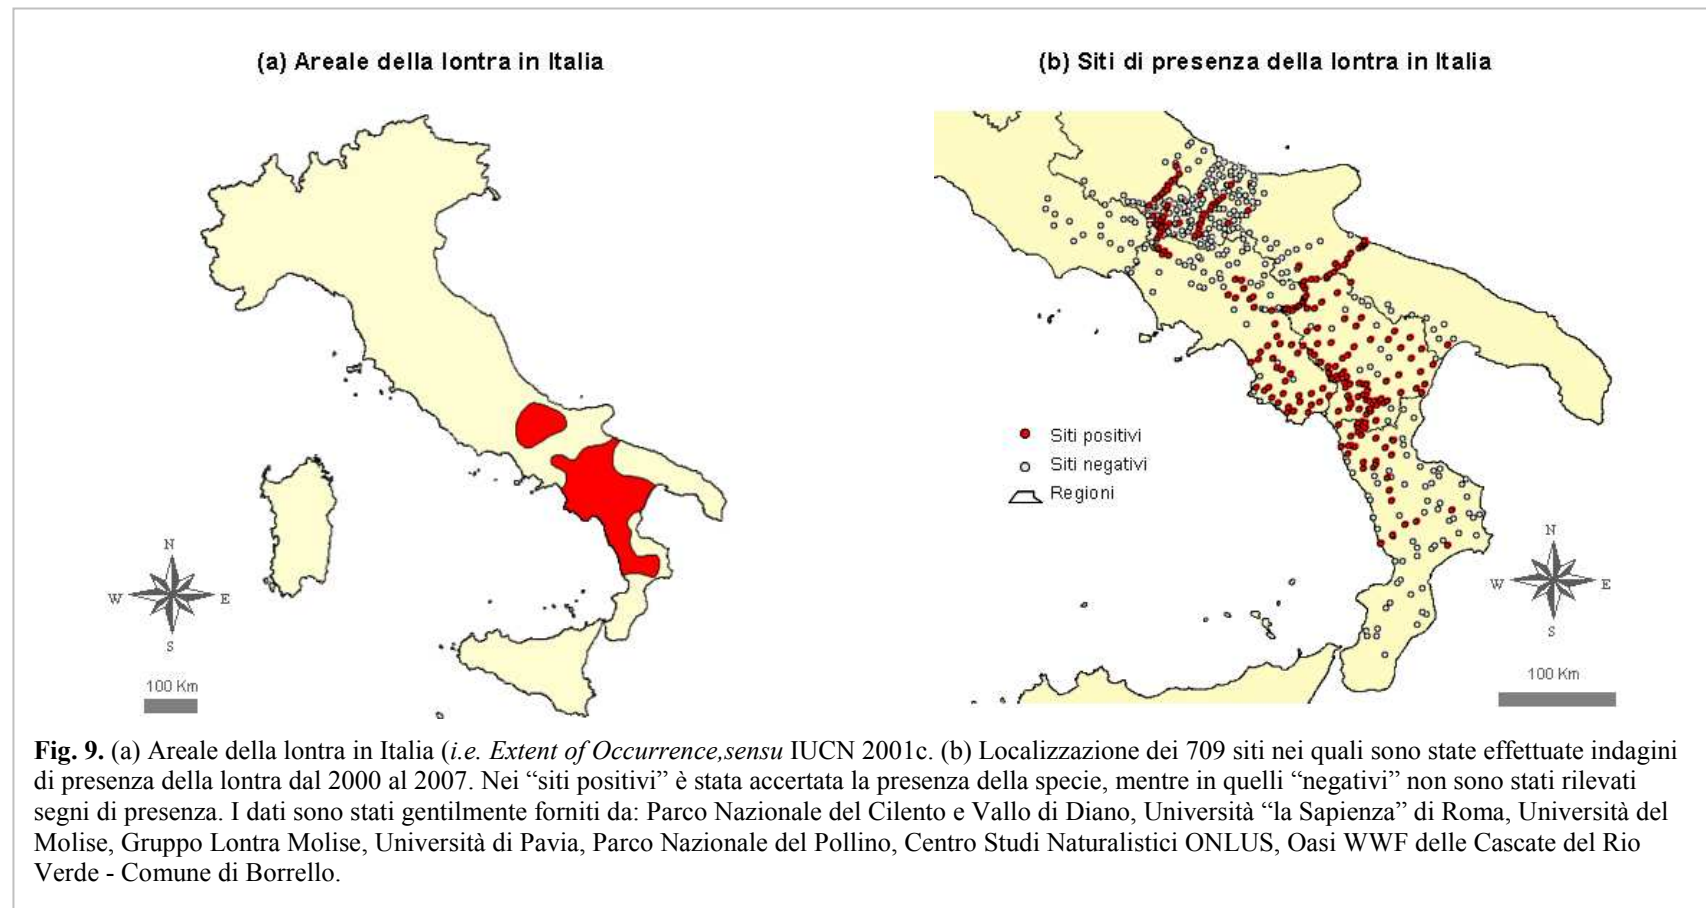 (a) Areale della lontra in Italia
N
W
E
S
100 Km
(b) Siti di presenza della lontra in Italia
Siti positivi
Siti negativi
Regioni
N
W
E
S
100 Km
Fig. 9. (a) Areale della lontra in Italia (i.e. Extent of Occurrence,sensu IUCN 2001c. (b) Localizzazione dei 709 siti nei quali sono state effettuate indagini
di presenza della lontra dal 2000 al 2007. Nei “siti positivi” è stata accertata la presenza della specie, mentre in quelli “negativi” non sono stati rilevati
segni di presenza. I dati sono stati gentilmente forniti da: Parco Nazionale del Cilento e Vallo di Diano, Università “la Sapienza” di Roma, Università del
Molise, Gruppo Lontra Molise, Università di Pavia, Parco Nazionale del Pollino, Centro Studi Naturalistici ONLUS, Oasi WWF delle Cascate del Rio
Verde - Comune di Borrello.